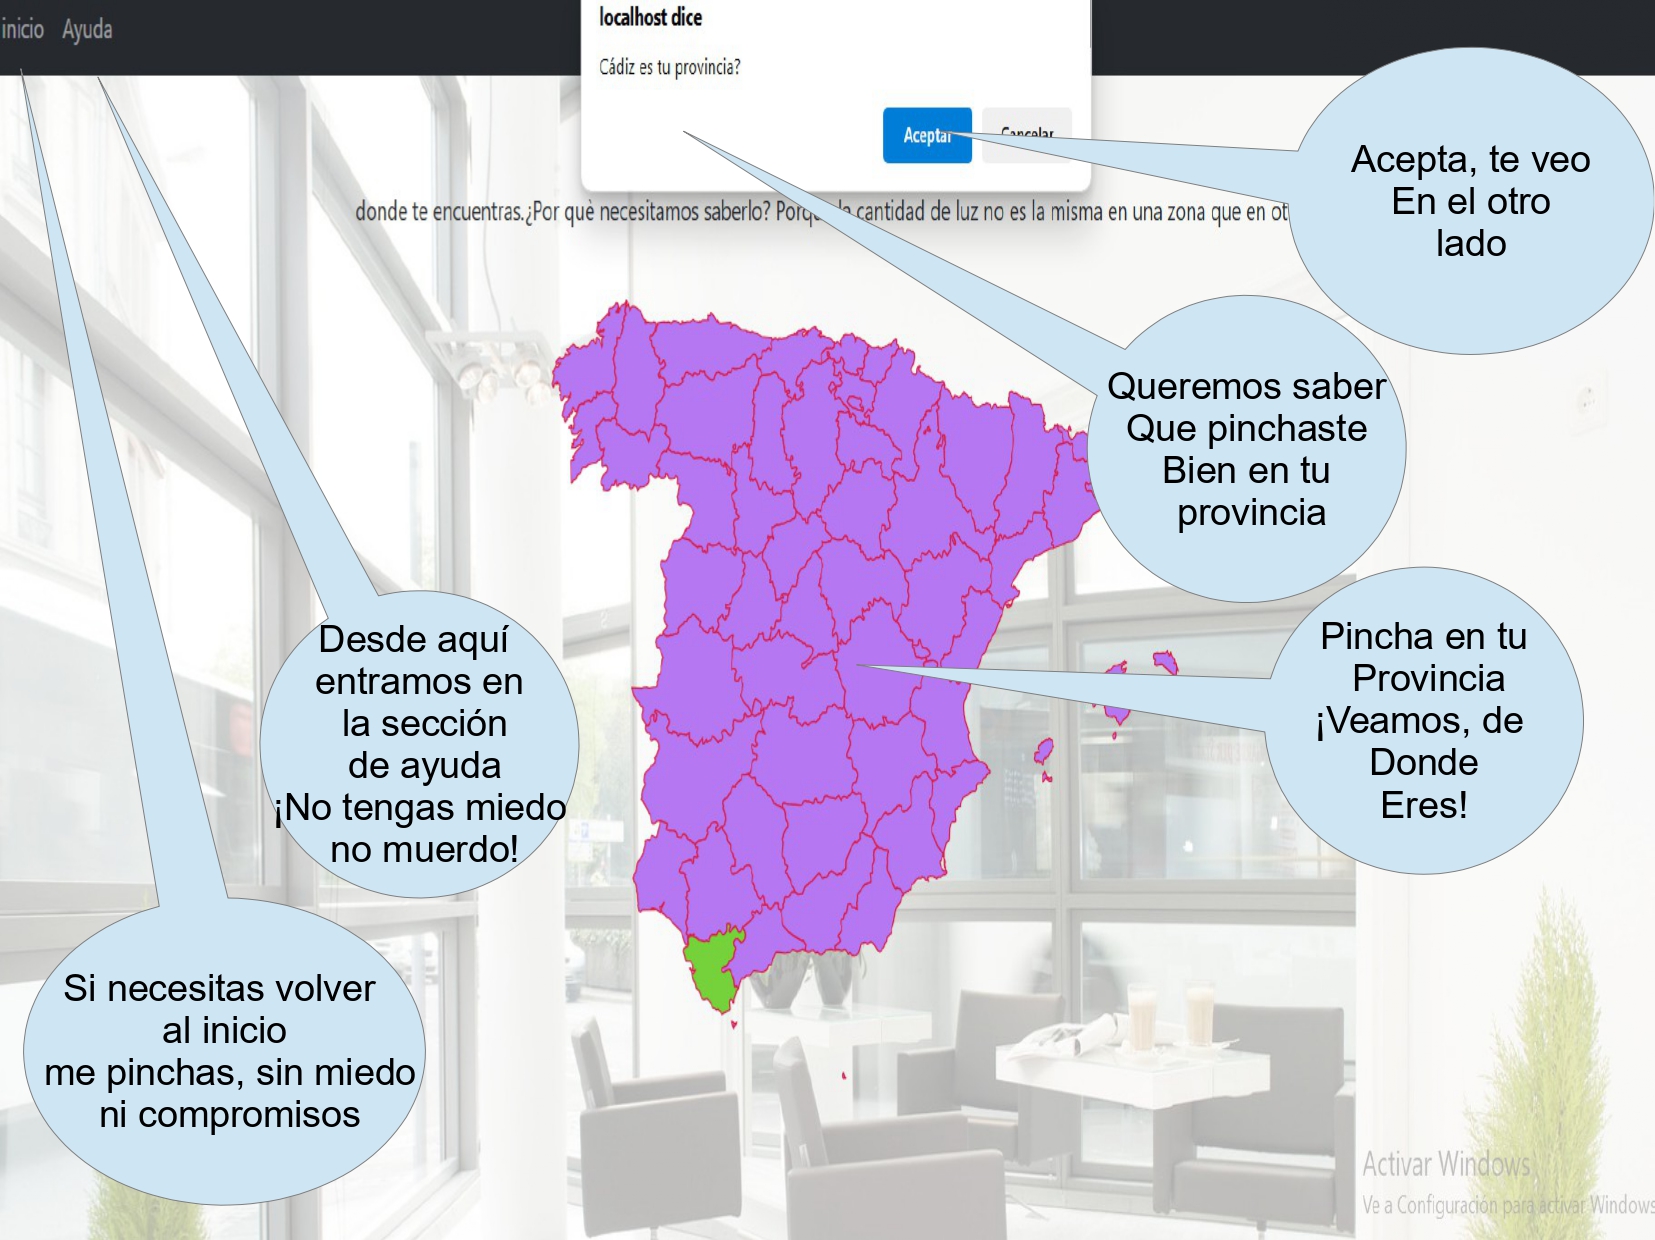 inicio Ayuda
localhost dice
Cádiz es tu provincia?
Aceptar Cancelar
donde te encuentras.¿Por què necesitamos saberlo? la cantidad de luz no es la misma en una zona que en
Acepta, te veo
En el otro
lado
Queremos saber
Que pinchaste
Bien en tu
provincia
Pincha en tu
Provincia
¡Veamos, de
Donde
Eres!
Desde aquí
entramos en
la sección
de ayuda
¡No tengas miedo
no muerdo!
Si necesitas volver
al inicio
me pinchas, sin miedo
ni compromisos
Activar Windows
Ve a Configuración para activar Windows